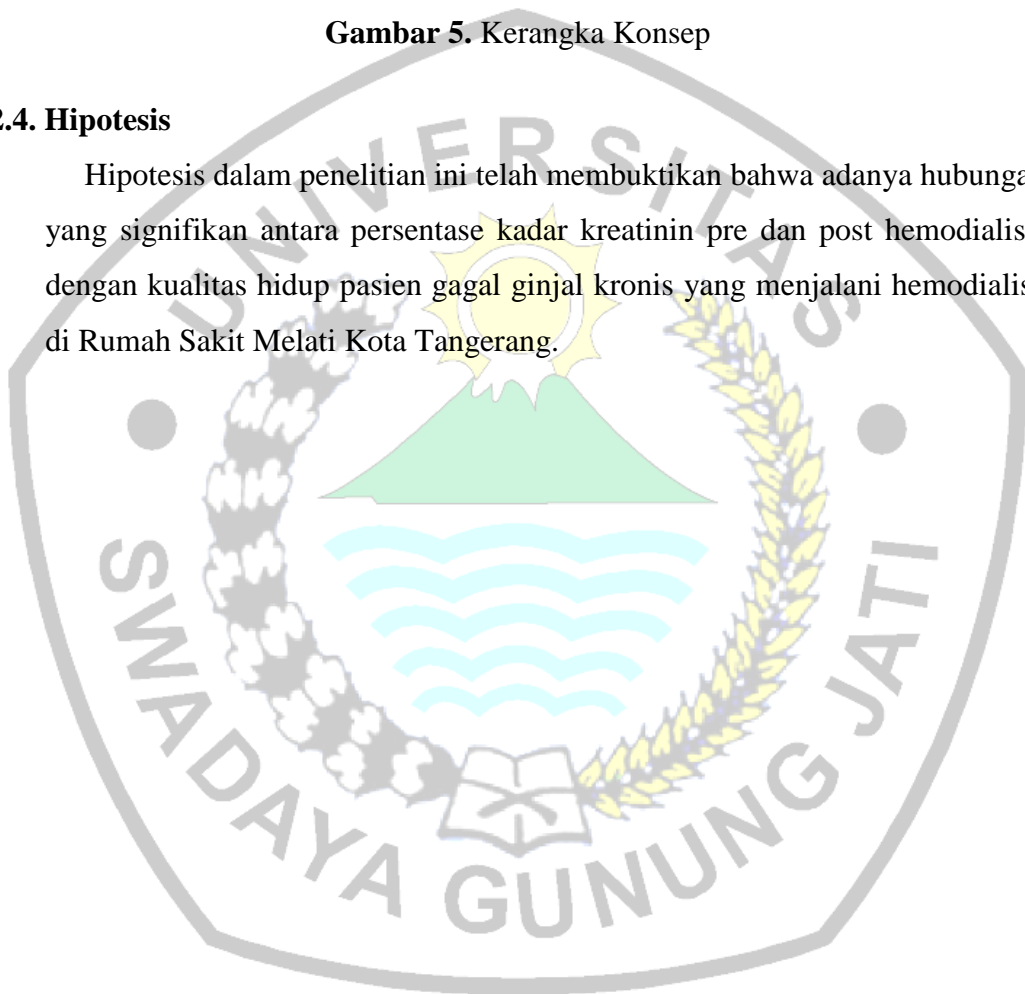 Gambar 5. Kerangka Konsep
2.4. Hipotesis
Hipotesis dalam penelitian ini telah membuktikan bahwa adanya hubunga
yang signifikan antara persentase kadar kreatinin pre dan post hemodialis
dengan kualitas hidup pasien gagal ginjal kronis yang menjalani hemodialis
di Rumah Sakit Melati Kota Tangerang.
UNIVERSITAS
SWADAYA GUNUNG JATI